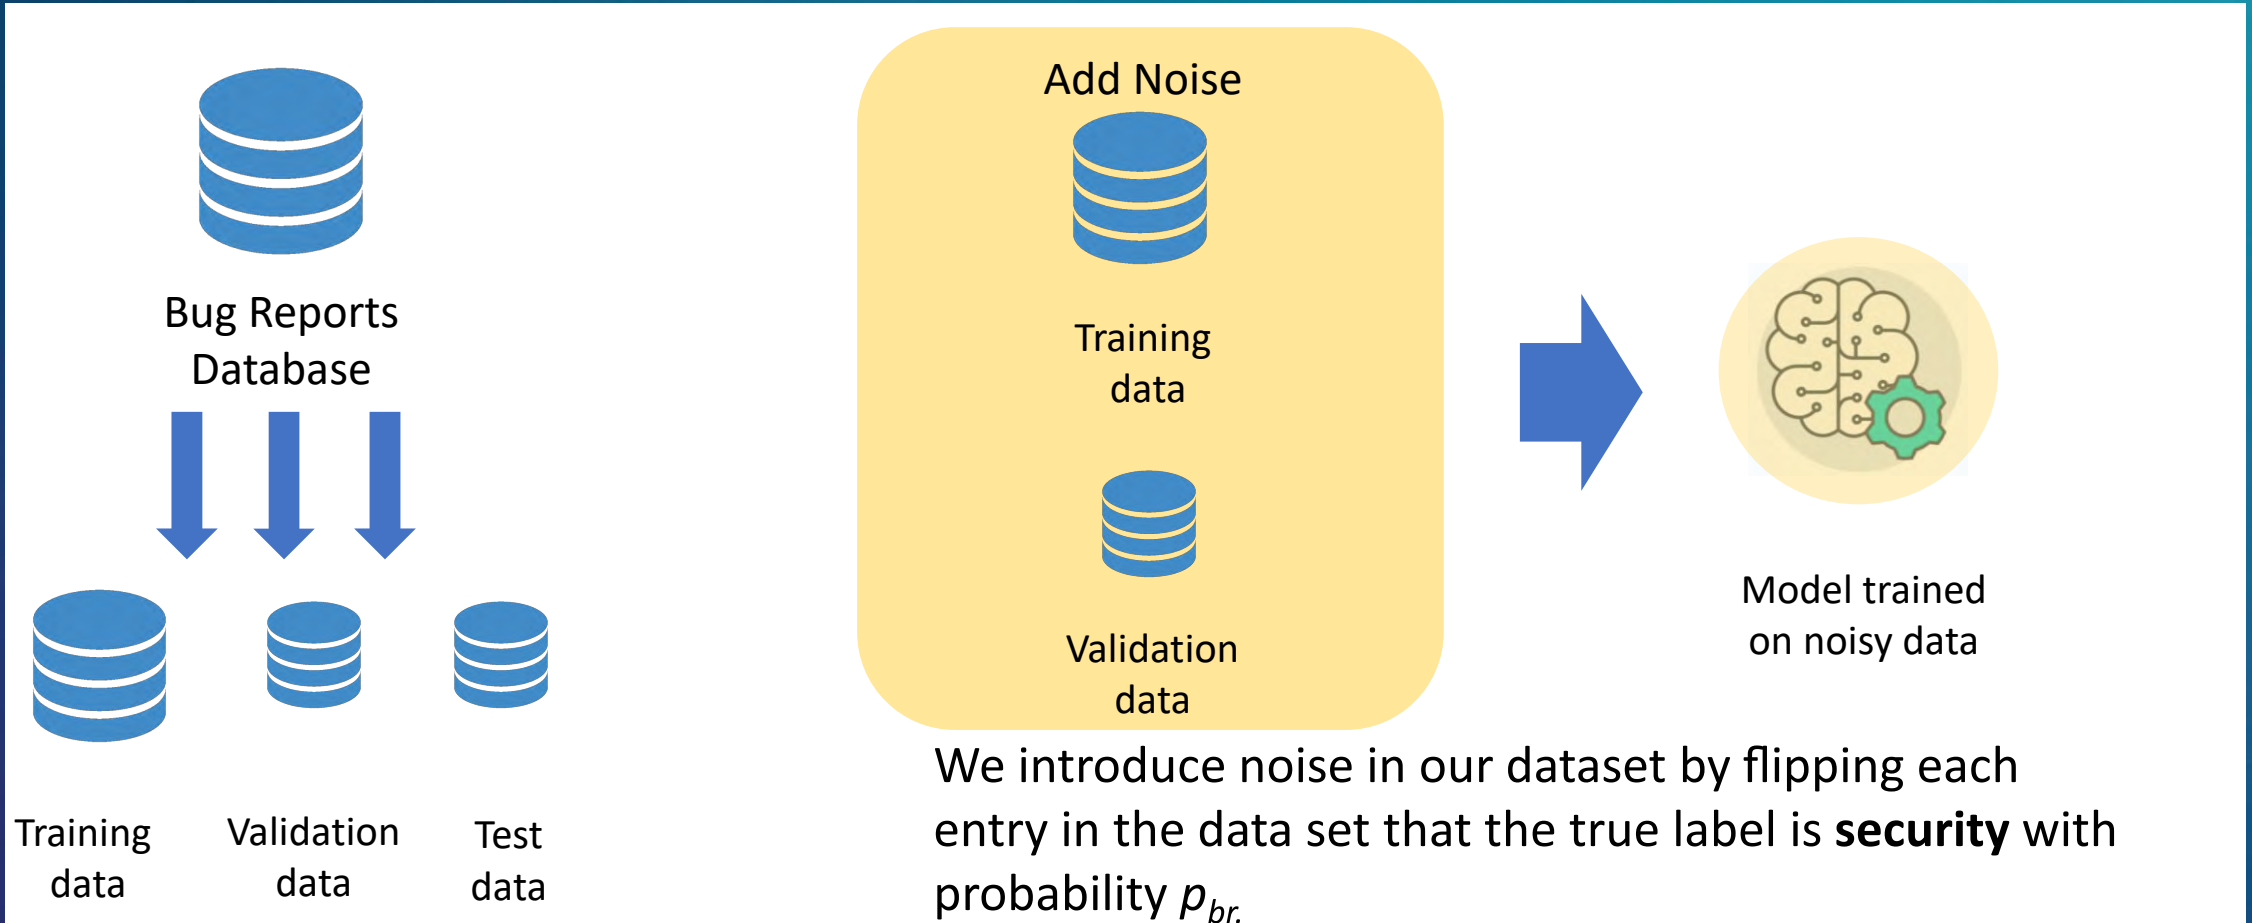 Bug Reports
Database
Training
data
Validation
data
Test
data
Add Noise
Training
data
Validation
data
Model trained
on noisy data
We introduce noise in our dataset by flipping each
entry in the data set that the true label is security with
probability p_br.